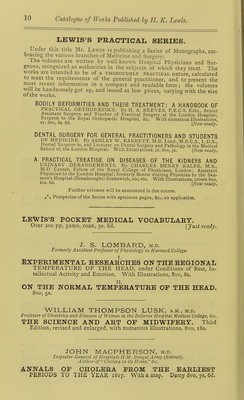 10 Catalogue of Works Published by H. K. Lewis.
LEWIS'S PRACTICAL SERIES.
Under this title Mr. Lewis is publishing a Series of Monographs, embracing the various branches of Medicine and Surgery.
The volumes are written by well-known Hospital Physicians and Surgeons, recognized as authorities in the subjects of which they treat. The
works are intended to be of a THOROUGHLY PRACTICAL NATURE, calculated
to meet the requirements of the general practitioner, and to present the
most recent information in a compact and readable form; the volumes
will be handsomely got up, and issued at low prices, varying with the size
of the works.
BODILY DEFORMITIES AND THEIR TREATMENT: A HANDBOOK OF
PRACTICAL ORTHOPÆDICS. By H. A. REEVES, F.R.C.S. Edin., Senior
Assistant Surgeon and Teacher of Practical Surgery at the London Hospital,
Surgeon to the Royal Orthopædic Hospital, &c. With numerous Illustrations,
cr. 8vo, 8s. 6d. [Now ready.
DENTAL SURGERY FOR GENERAL PRACTITIONERS AND STUDENTS
OF MEDICINE. By ASHLEY W. BARRETT, M.B. Lond., M.R.C.S., L.D.S.,
Dental Surgeon to, and Lecturer on Dental Surgery and Pathology in the Medical
School of, the London Hospital. With Illustrations, cr. 8vo, 3s. [Now ready.
A PRACTICAL TREATISE ON DISEASES OF THE KIDNEYS AND
URINARY DERANGEMENTS. By CHARLES HENRY RALFE, M.A.,
M.D. Cantab., Fellow of the Royal College of Physicians, London; Assistant
Physician to the London Hospital; formerly Senior visiting Physician to the Seamen's Hospital (Dreadnought) Greenwich, &c, etc. With Illustrations, crown 8vo,
10s. 6d. [Now ready.
Further volumes will be announced in due course.
*** Prospectus of the Series with specimen pages, &c., on application.
LEWIS'S POCKET MEDICAL VOCABULARY.
Over 200 pp, 32mo, roan, 3s. 6d. [Just ready.
J. S. LOMBARD, M.D.
Formerly Assistant Professor of Physiology in Harvard College.
I.
EXPERIMENTAL RESEARCHES ON THE REGIONAL
TEMPERATURE OF THE HEAD, under Conditions of Rest, Intellectual Activity and Emotion. With Illustrations, 8vo, 8s.
II.
ON THE NORMAL TEMPERATURE OF THE HEAD.
8vo, 5s.
WILLIAM THOMPSON LUSK, A.M., M.D.
Professor of Obstetrics and Diseases of Women in the Bellevue Hospital Medical College, &c.
THE SCIENCE AND ART OF MIDWIFERY. Third
Edition, revised and enlarged, with numerous Illustrations, 8vo, 18s.
JOHN MACPHERSON, M.D.
Inspector-General of Hospitals H.M. Bengal Army (Retired).
Author of "Cholera in its Home," &c.
ANNALS OF CHOLERA FROM THE EARLIEST
PERIODS TO THE YEAR 1817. With a map. Demy 8vo, 7s. 6d.